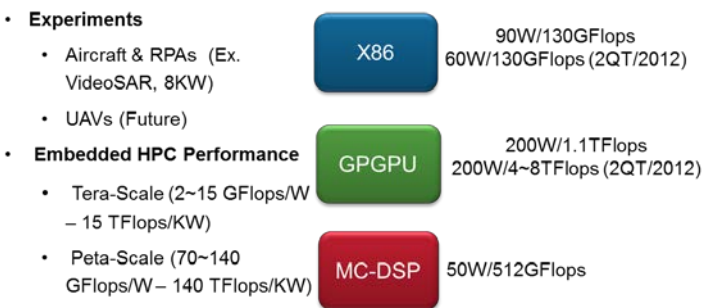 • Experiments
• Aircraft & RPAs (Ex.
VideoSAR, 8KW)
• UAVs (Future)
• Embedded HPC Performance
• Tera-Scale (2~15 GFlops/W
– 15 TFlops/KW)
• Peta-Scale (70~140
GFlops/W – 140 TFlops/KW)
X86
90W/130GFlops
60W/130GFlops (2QT/2012)
GPGPU
200W/1.1TFlops
200W/4~8TFlops (2QT/2012)
MC-DSP
50W/512GFlops